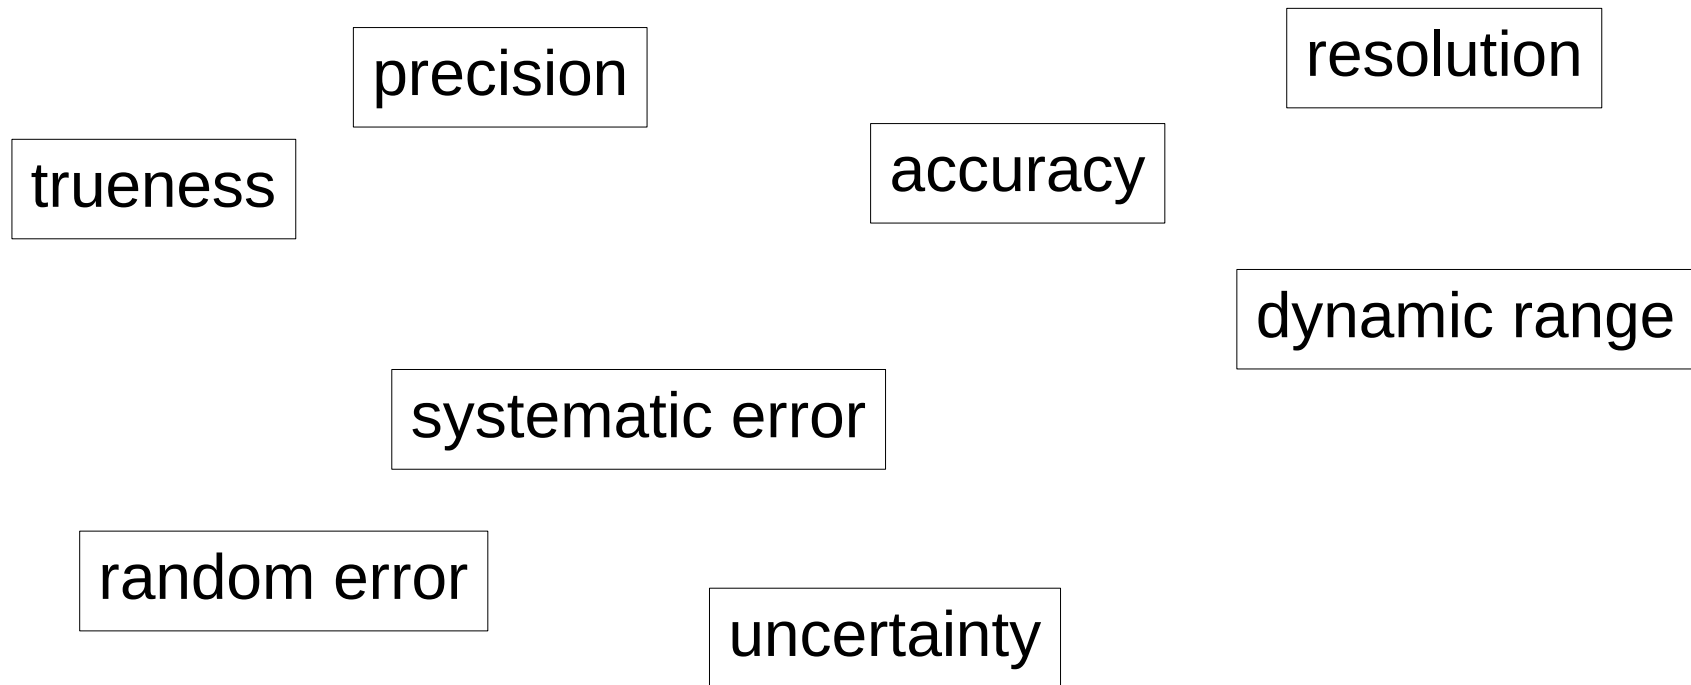 resolution
precision
accuracy
trueness
dynamic range
systematic error
random error
uncertainty